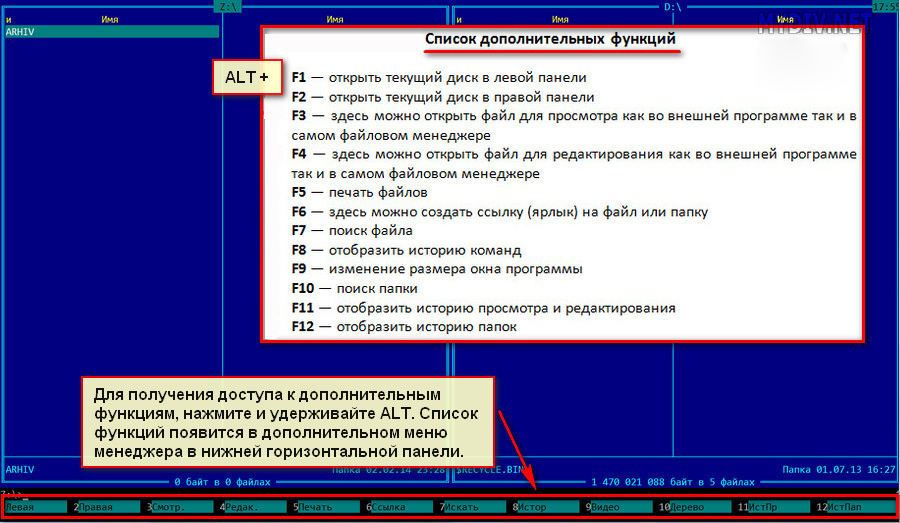 Z:\
D:\
17:55
и
Имя
Имя
и
Имя
Имя
MYDIV.NET
ARHIV
Список дополнительных функций
ALT +
F1 — открыть текущий диск в левой панели
F2 — открыть текущий диск в правой панели
F3 — здесь можно открыть файл для просмотра как во внешней программе так и в
самом файловом менеджере
F4 — здесь можно открыть файл для редактирования как во внешней программе
так и в самом файловом менеджере
F5 — печать файлов
F6 — здесь можно создать ссылку (ярлык) на файл или папку
F7 — поиск файла
F8 — отобразить историю команд
F9 — изменение размера окна программы
F10 — поиск папки
F11 — отобразить историю просмотра и редактирования
F12 — отобразить историю папок
Для получения доступа к дополнительным
функциям, нажмите и удерживайте ALT. Список
функций появится в дополнительном меню
менеджера в нижней горизонтальной панели.
ARHIV Папка 02.02.14 23:28 $RECYCLE.BIN Папка 01.07.13 16:27
0 байт в 0 файлах 1 470 021 088 байт в 5 файлах
Z:\>
1Левая 2Правая 3Смотр. 4Редак. 5Печать 6Ссылка 7Искать 8Истор 9Видео 10Дерево 11ИстПр 12ИстПап